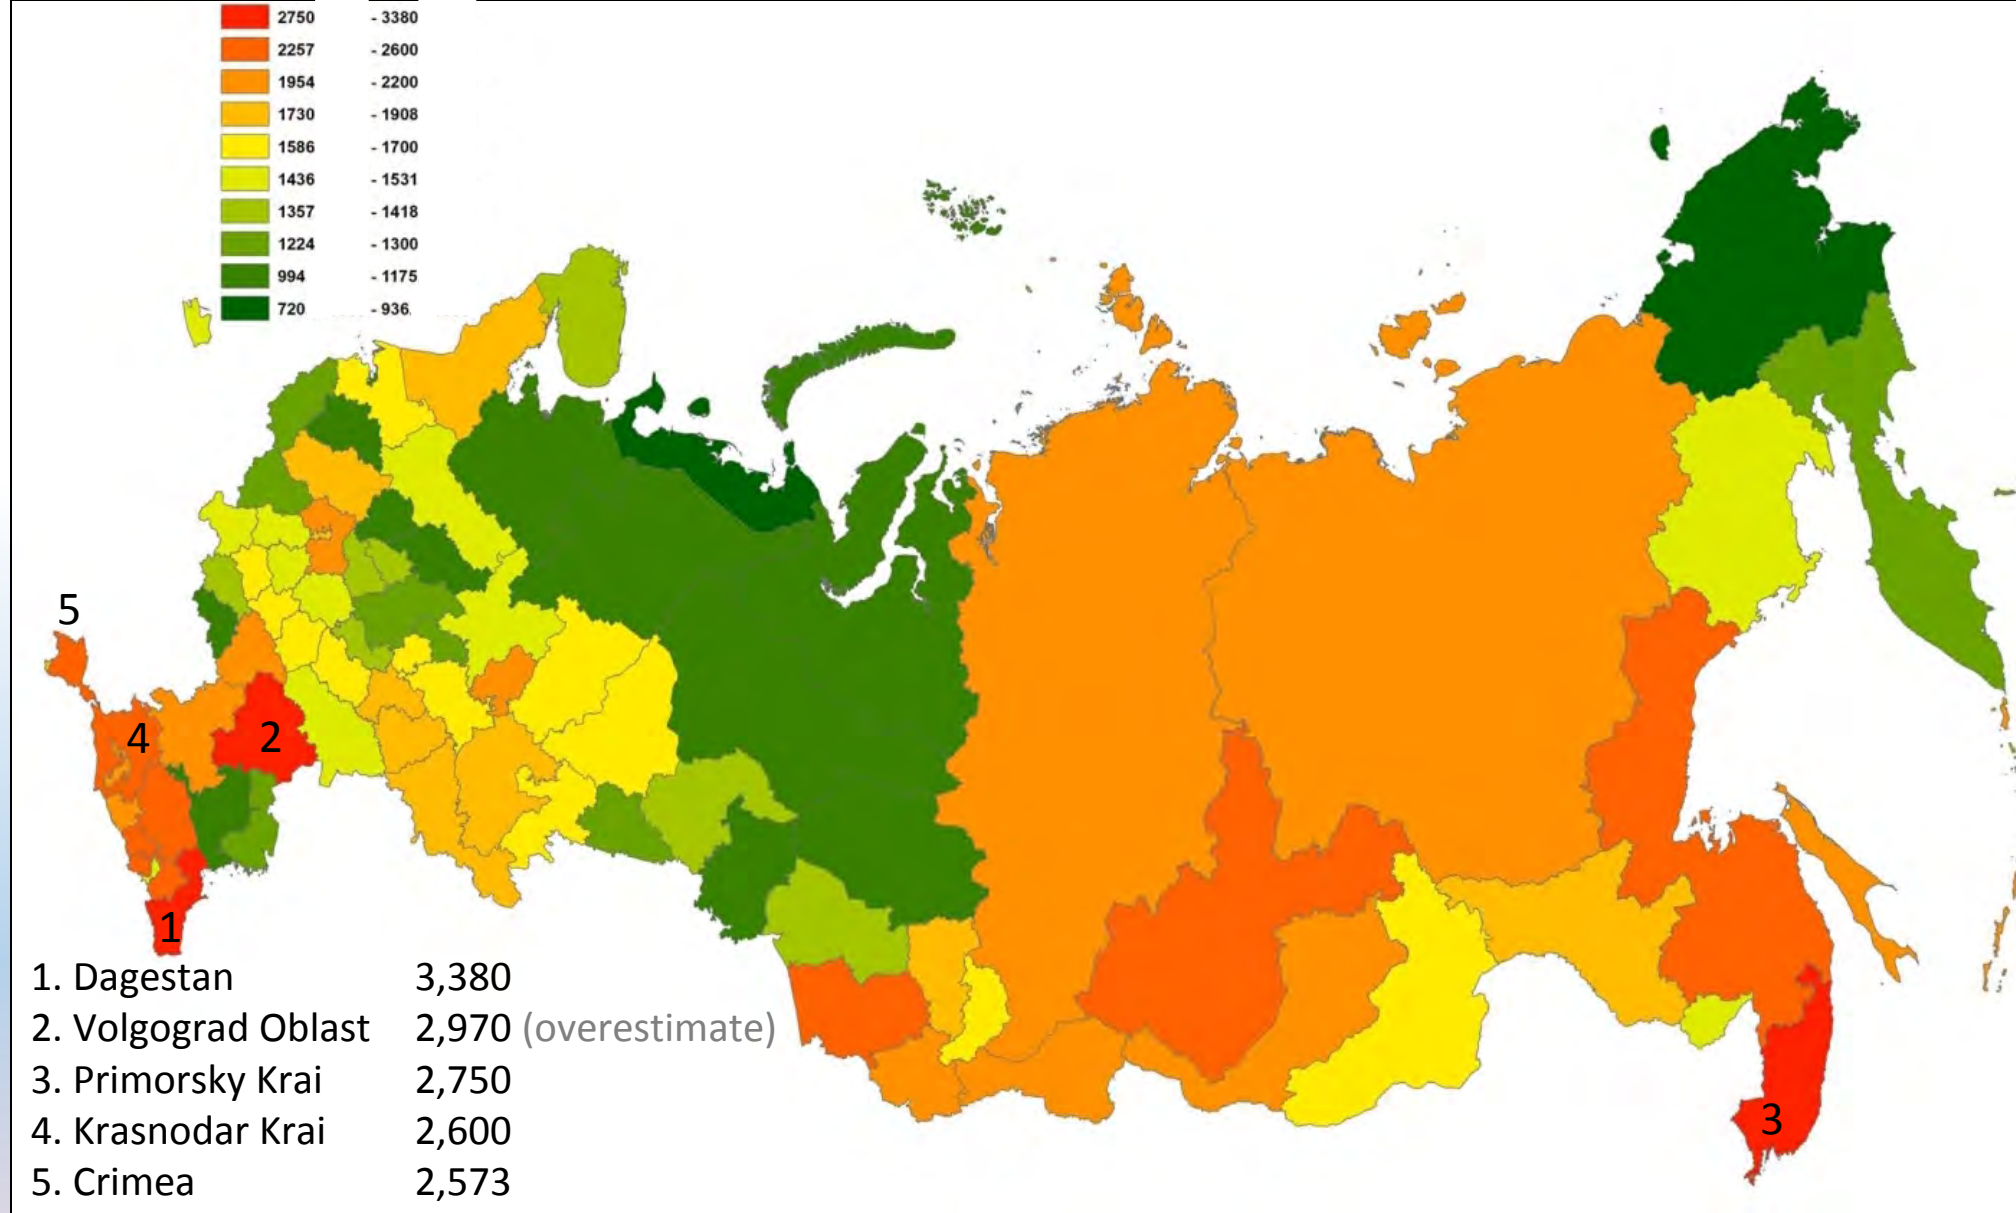 2750 - 3380
2257 - 2600
1954 - 2200
1730 - 1908
1586 - 1700
1436 - 1531
1357 - 1418
1224 - 1300
994 - 1175
720 - 936
5
4
2
1
3
1. Dagestan 3,380
2. Volgograd Oblast 2,970 (overestimate)
3. Primorsky Krai 2,750
4. Krasnodar Krai 2,600
5. Crimea 2,573